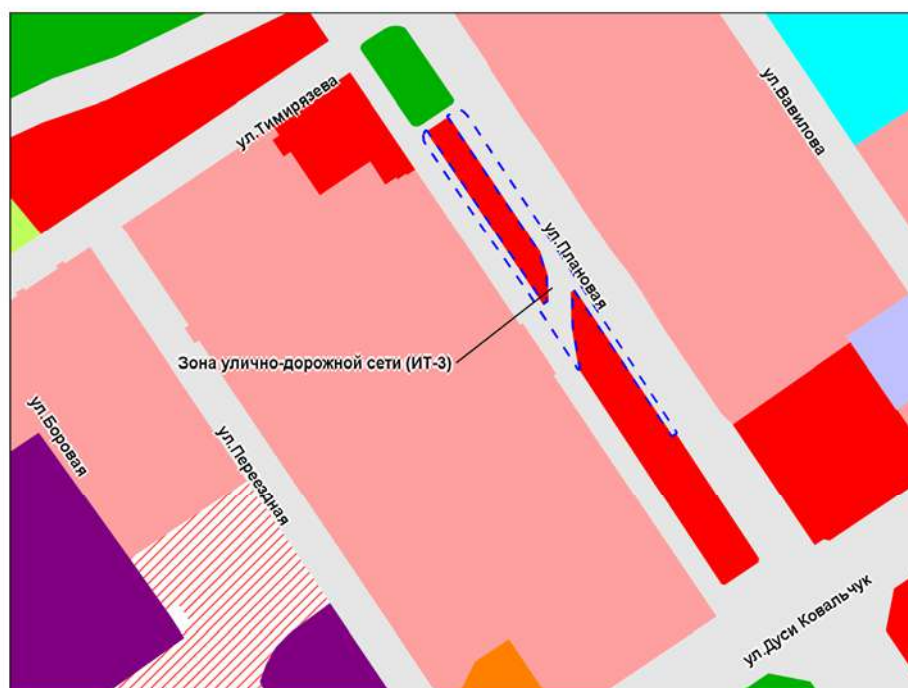 ул.Тимирязева
ул.Вавилова
ул.Плановая
Зона улично-дорожной сети (ИТ-3)
ул.Боровая
ул.Переездная
ул.Дуси Ковальчук